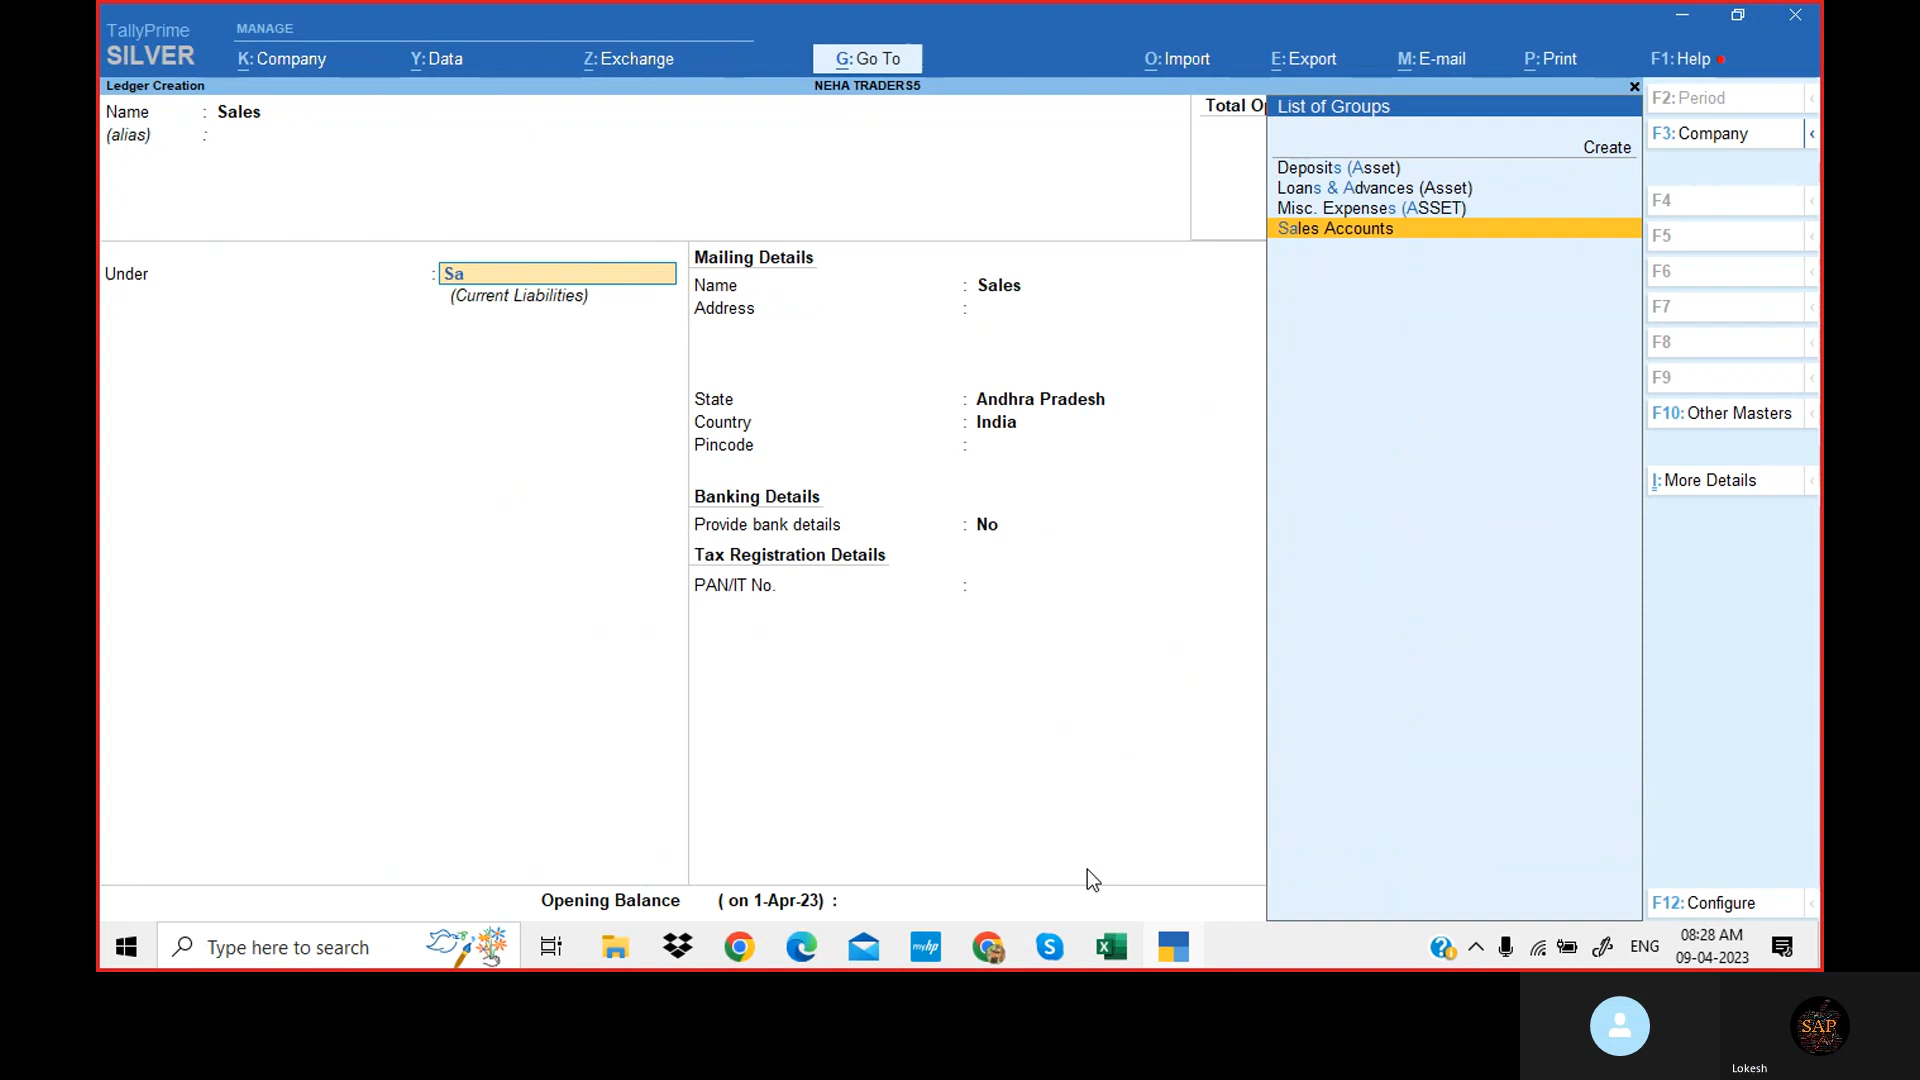 TallyPrime
SILVER
MANAGE
K: Company
Y: Data
Z: Exchange
G: Go To
O: Import
E: Export
M: E-mail
P: Print
F1: Help
Ledger Creation
NEHA TRADERS5
Name : Sales
(alias) :
Total Op
List of Groups
Create
Deposits (Asset)
Loans & Advances (Asset)
Misc. Expenses (ASSET)
Sales Accounts
Under : Sa
(Current Liabilities)
Mailing Details
Name : Sales
Address :
State : Andhra Pradesh
Country : India
Pincode :
Banking Details
Provide bank details : No
Tax Registration Details
PAN/IT No. :
Opening Balance ( on 1-Apr-23) :
F2: Period
F3: Company
F4
F5
F6
F7
F8
F9
F10: Other Masters
I: More Details
F12: Configure
Type here to search
myhp
ENG
08:28 AM
09-04-2023
SAP
Lokesh